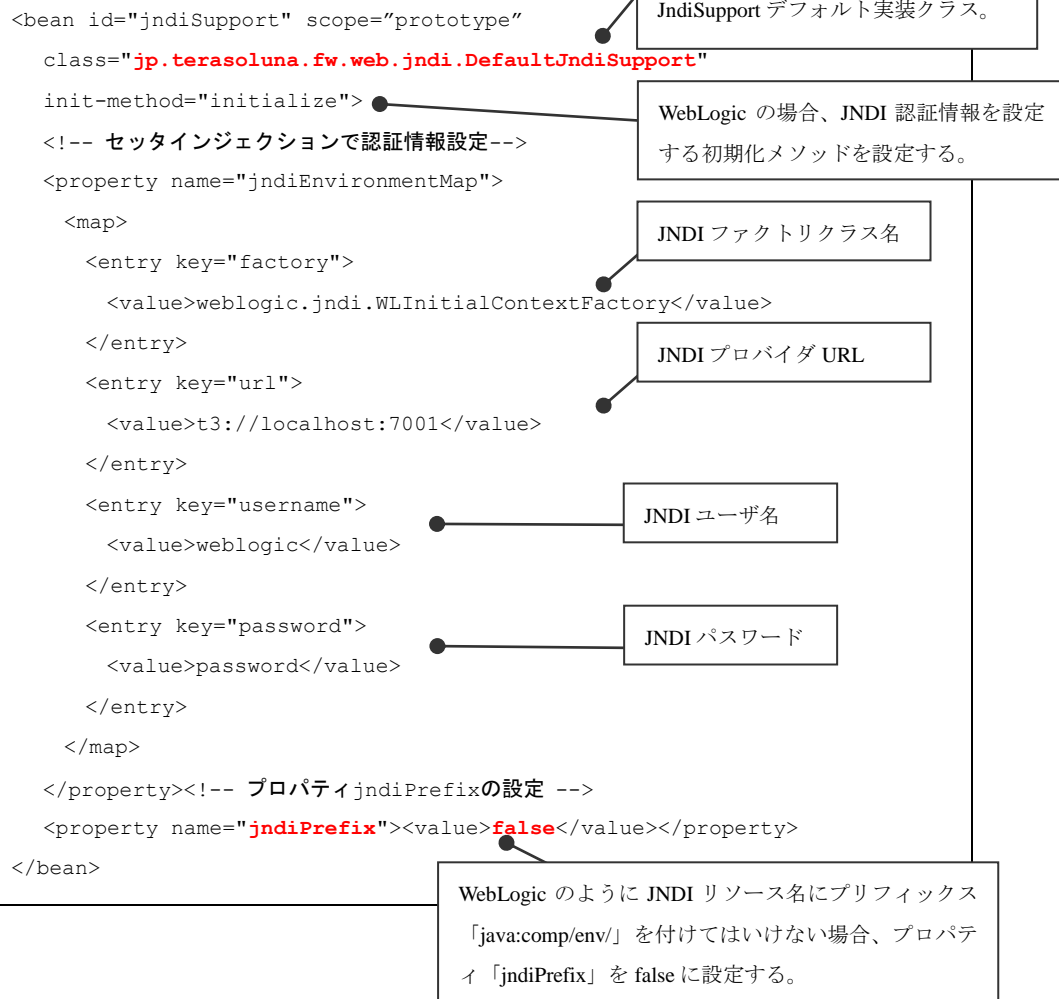 <bean id="jndiSupport" scope=”prototype”
JndiSupport デフォルト実装クラス。
class="jp.terasoluna.fw.web.jndi.DefaultJndiSupport"
init-method="initialize">
WebLogic の場合、JNDI 認証情報を設定
する初期化メソッドを設定する。
<!-- セッタインジェクションで認証情報設定-->
<property name="jndiEnvironmentMap">
<map>
JNDI ファクトリクラス名
<entry key="factory">
<value>weblogic.jndi.WLInitialContextFactory</value>
</entry>
JNDI プロバイダ URL
<entry key="url">
<value>t3://localhost:7001</value>
</entry>
<entry key="username">
JNDI ユーザ名
<value>weblogic</value>
</entry>
<entry key="password">
JNDI パスワード
<value>password</value>
</entry>
</map>
</property><!-- プロパティjndiPrefixの設定 -->
<property name="jndiPrefix"><value>false</value></property>
</bean>
WebLogic のように JNDI リソース名にプリフィックス
「java:comp/env/」を付けてはいけない場合、プロパテ
ィ「jndiPrefix」を false に設定する。